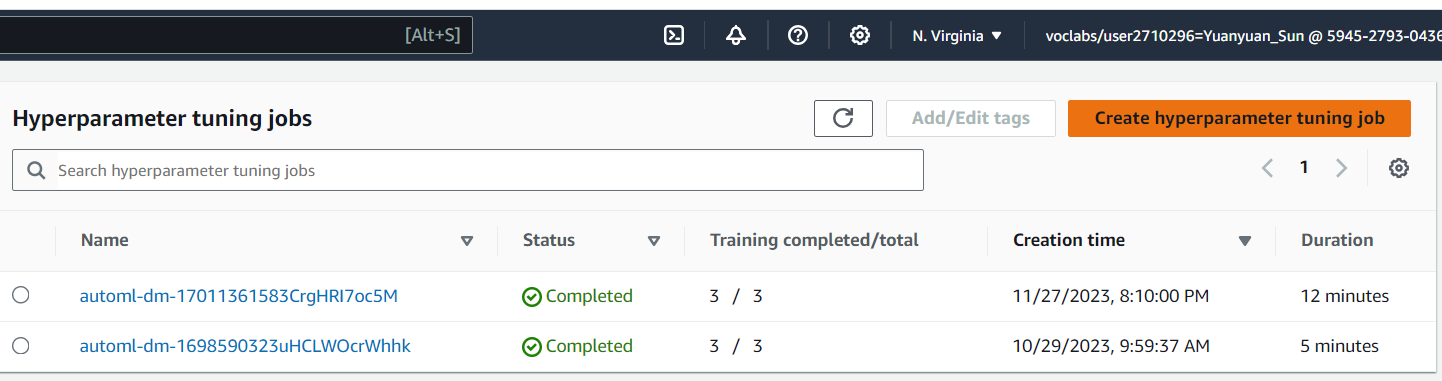 [Alt+S] N. Virginia voclabs/user2710296=Yuanyuan_Sun @ 5945-2793-0436
Hyperparameter tuning jobs Add/Edit tags Create hyperparameter tuning job
Search hyperparameter tuning jobs 1
Name Status Training completed/total Creation time Duration
automl-dm-17011361583CrgHRI7oc5M Completed 3 / 3 11/27/2023, 8:10:00 PM 12 minutes
automl-dm-1698590323uHCLWOcrWhhk Completed 3 / 3 10/29/2023, 9:59:37 AM 5 minutes